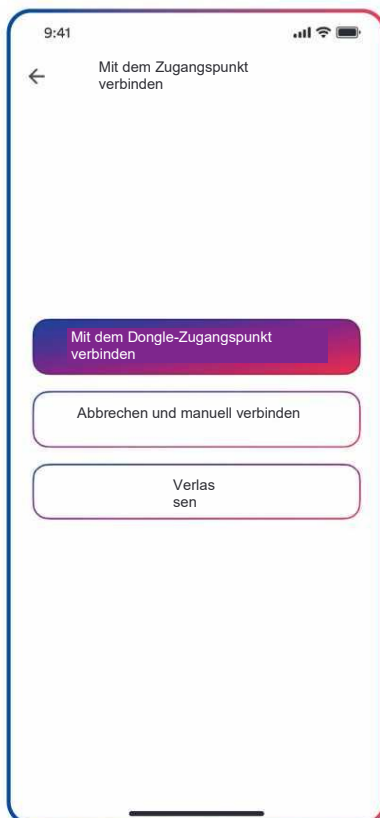 9:41
Mit dem Zugangspunkt
verbinden
Mit dem Dongle-Zugangspunkt
verbinden
Abbrechen und manuell verbinden
Verlas
sen